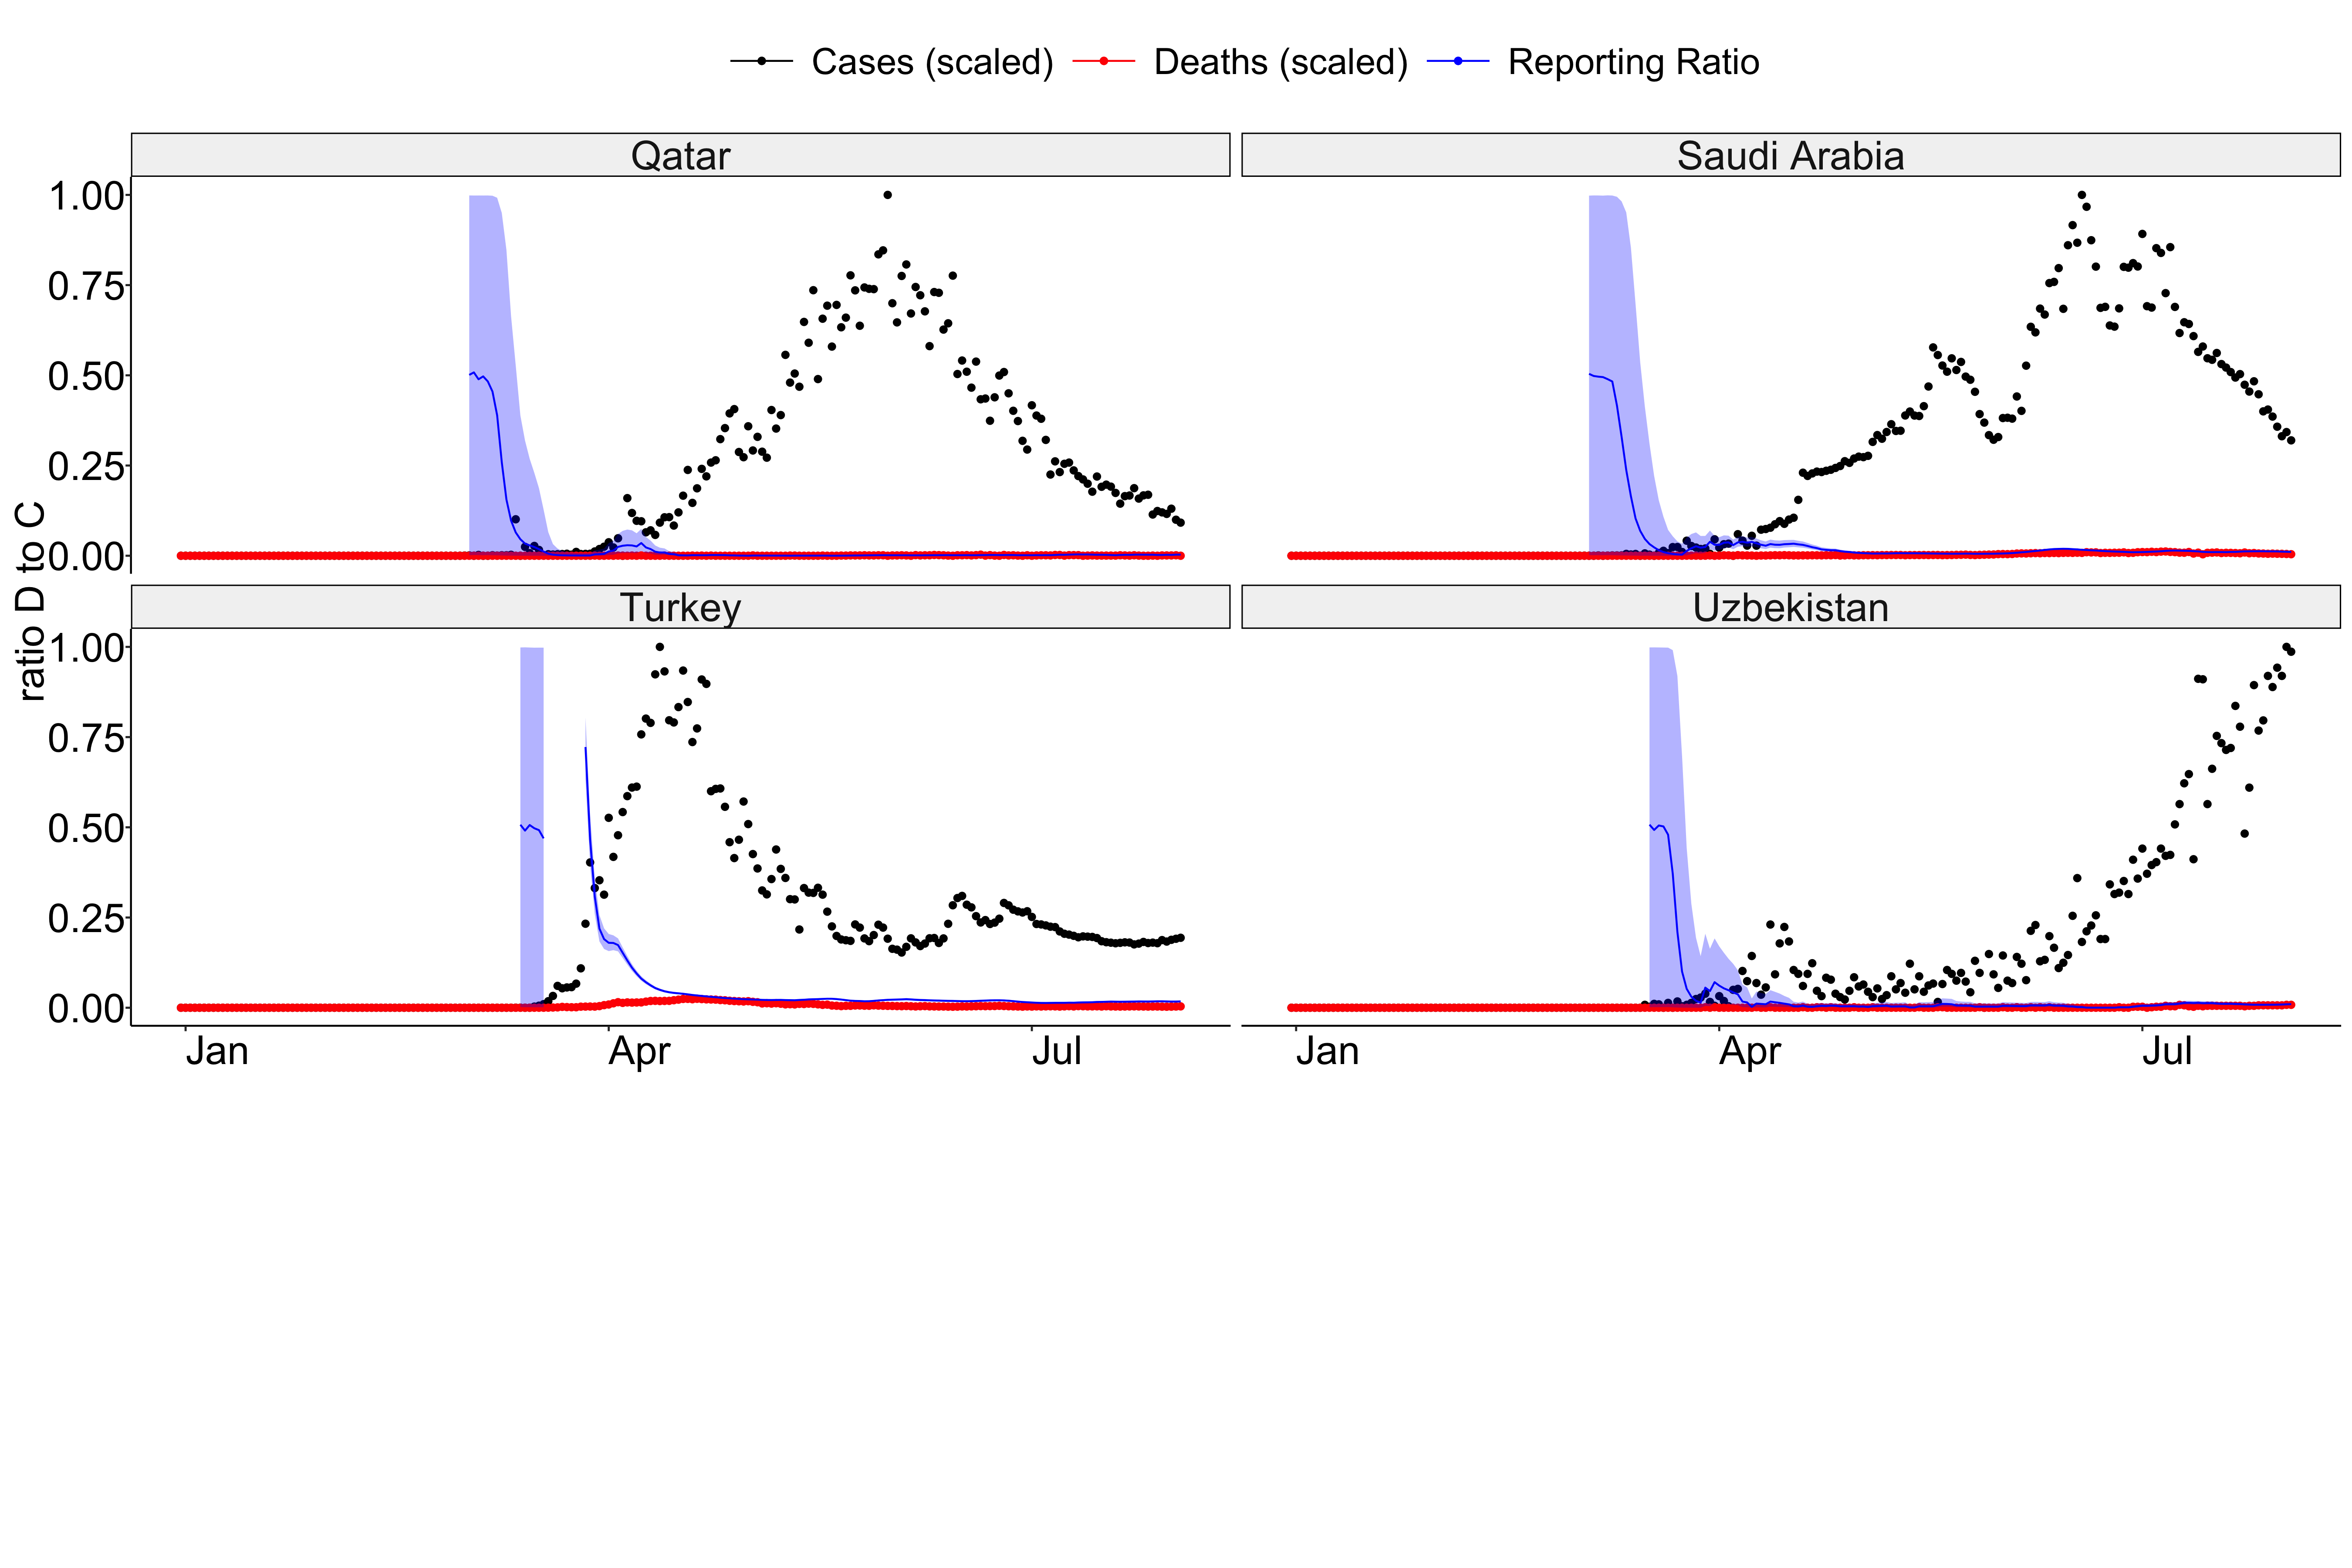 Cases (scaled) Deaths (scaled) Reporting Ratio
Qatar Saudi Arabia
1.00
0.75
0.50
0.25
0.00
ratio D to C
Turkey Uzbekistan
1.00
0.75
0.50
0.25
0.00
Jan Apr Jul Jan Apr Jul